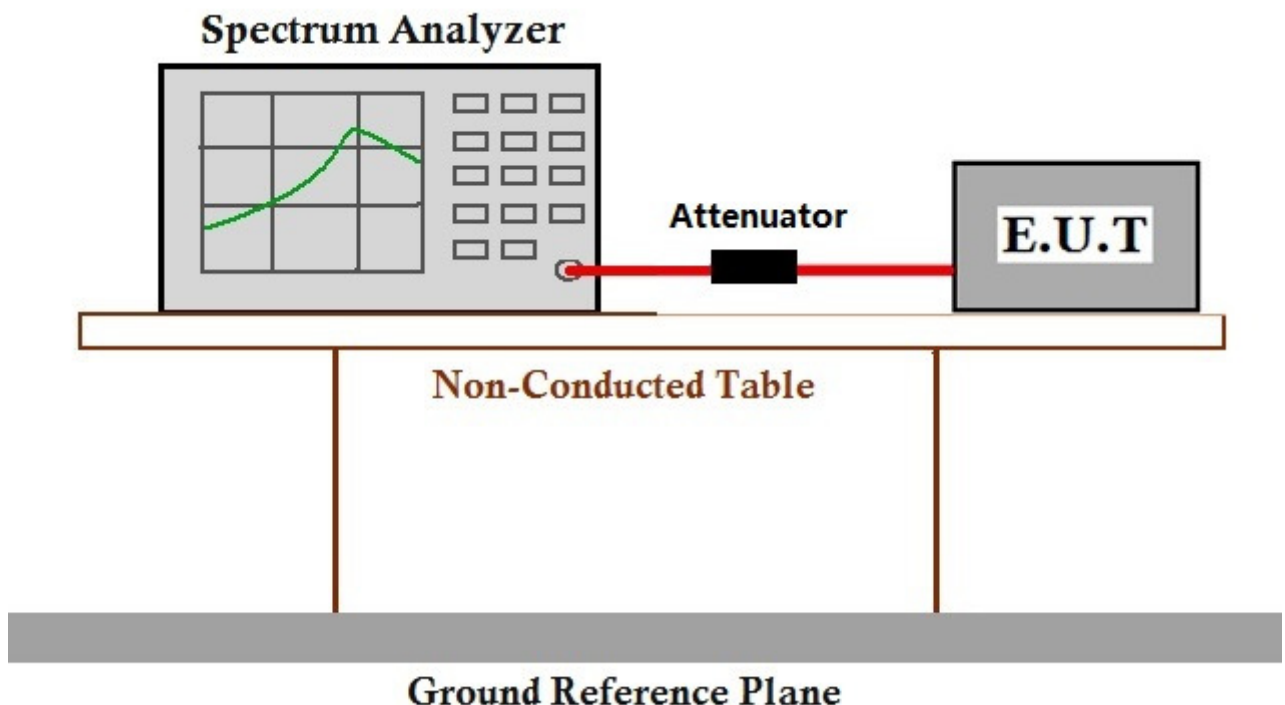 Spectrum Analyzer
Attenuator
E.U.T
Non-Conducted Table
Ground Reference Plane